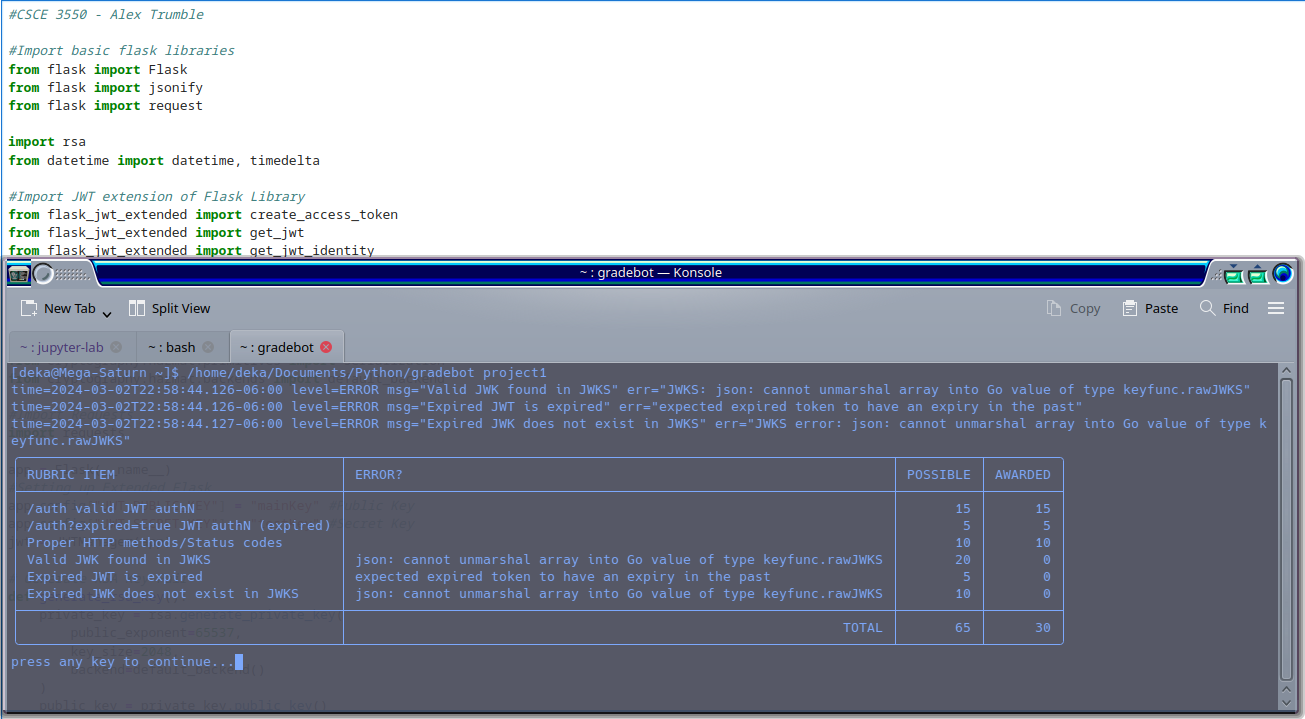 #CSCE 3550 - Alex Trumble
#Import basic flask libraries
from flask import Flask
from flask import jsonify
from flask import request
import rsa
from datetime import datetime, timedelta
#Import JWT extension of Flask Library
from flask_jwt_extended import create_access_token
from flask_jwt_extended import get_jwt
from flask_jwt_extended import get_jwt_identity
~ : gradebot — Konsole
New Tab Split View Copy Paste Find
~ : jupyter-lab ~ : bash ~ : gradebot
[deka@Mega-Saturn ~]$ /home/deka/Documents/Python/gradebot project1
time=2024-03-02T22:58:44.126-06:00 level=ERROR msg="Valid JWK found in JWKS" err="JWKS: json: cannot unmarshal array into Go value of type keyfunc.rawJWKS"
time=2024-03-02T22:58:44.126-06:00 level=ERROR msg="Expired JWT is expired" err="expected expired token to have an expiry in the past"
time=2024-03-02T22:58:44.127-06:00 level=ERROR msg="Expired JWK does not exist in JWKS" err="JWKS error: json: cannot unmarshal array into Go value of type k
eyfunc.rawJWKS"
RUBRIC ITEM ERROR? POSSIBLE AWARDED
/auth valid JWT authN 15 15
/auth?expired=true JWT authN (expired) 5 5
Proper HTTP methods/Status codes 10 10
Valid JWK found in JWKS json: cannot unmarshal array into Go value of type keyfunc.rawJWKS 20 0
Expired JWT is expired expected expired token to have an expiry in the past 5 0
Expired JWK does not exist in JWKS json: cannot unmarshal array into Go value of type keyfunc.rawJWKS 10 0
private_key = rsa.generate_private_key(
public_exponent=65537,
TOTAL 65 30
key_size=2048
press any key to continue...
public_key = private_key.public_key()